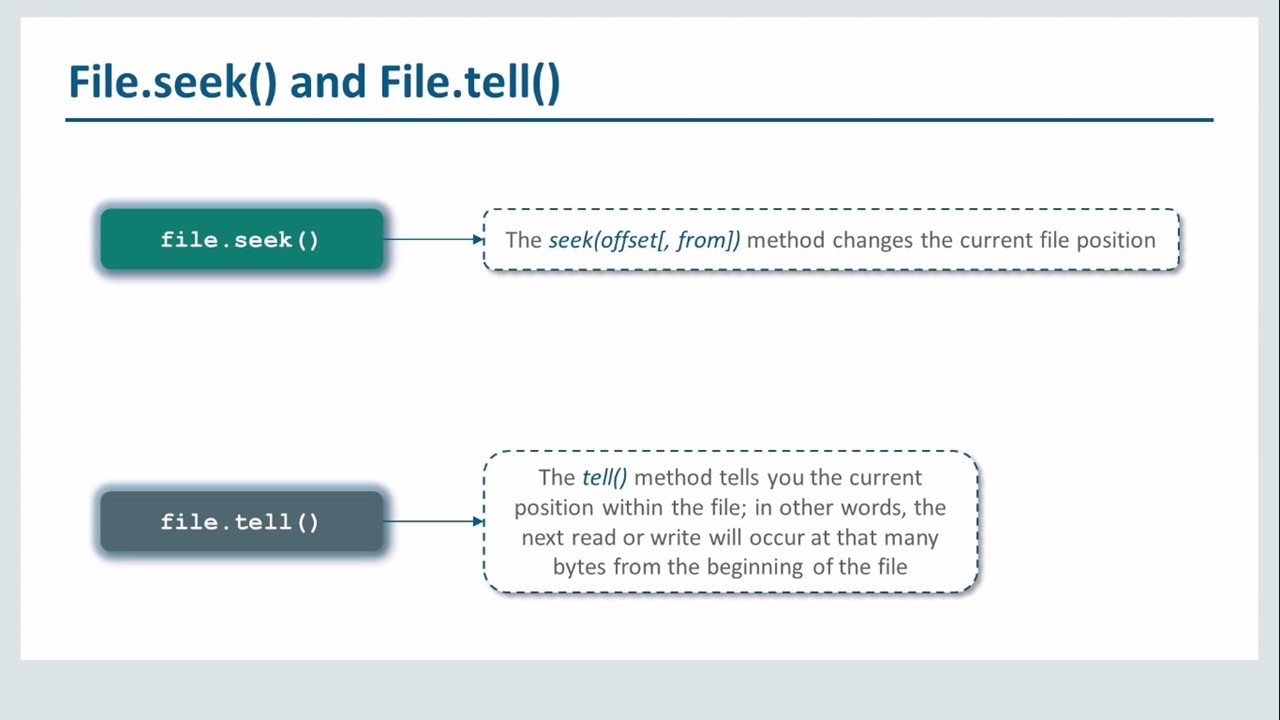 File.seek() and File.tell()
file.seek()
The seek(offset[, from]) method changes the current file position
file.tell()
The tell() method tells you the current
position within the file; in other words, the
next read or write will occur at that many
bytes from the beginning of the file